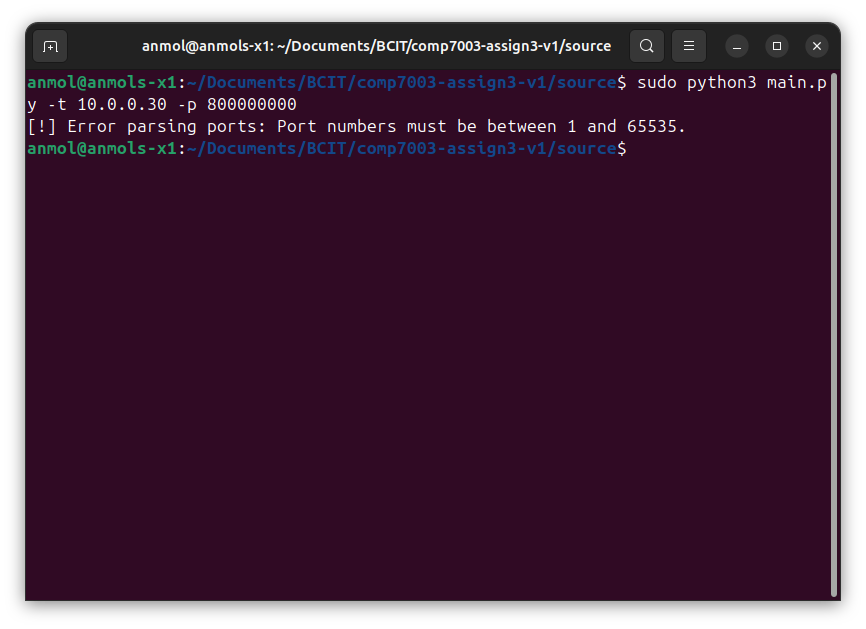 anmol@anmols-x1: ~/Documents/BCIT/comp7003-assign3-v1/source
anmol@anmols-x1:~/Documents/BCIT/comp7003-assign3-v1/source$ sudo python3 main.p
y -t 10.0.0.30 -p 800000000
[!] Error parsing ports: Port numbers must be between 1 and 65535.
anmol@anmols-x1:~/Documents/BCIT/comp7003-assign3-v1/source$